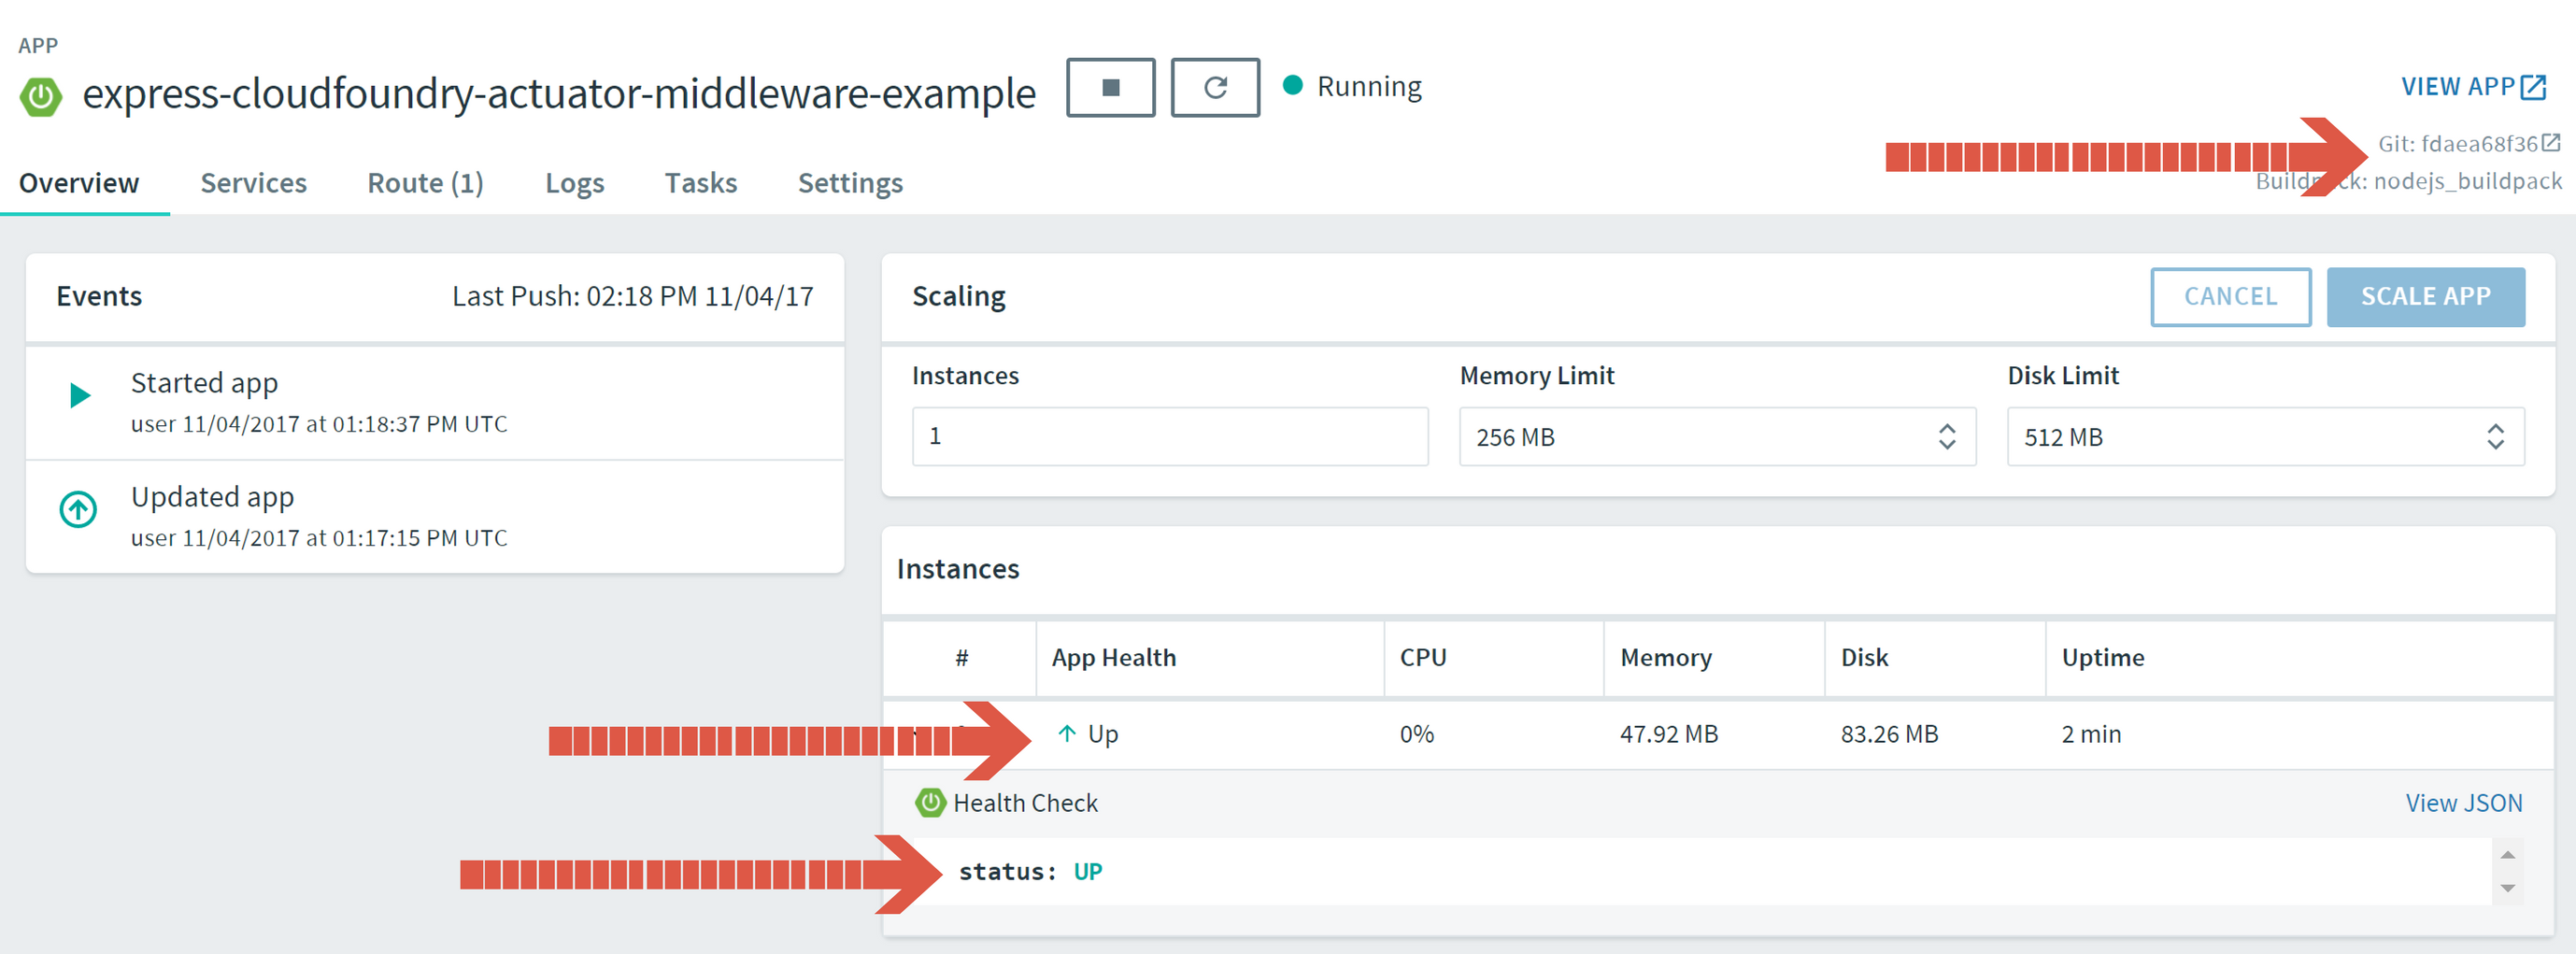 APP
express-cloudfoundry-actuator-middleware-example Running VIEW APP
Git: fdaea68f36
nodejs_buildpack
Overview Services Route (1) Logs Tasks Settings
Events Last Push: 02:18 PM 11/04/17
Started app
user 11/04/2017 at 01:18:37 PM UTC
Updated app
user 11/04/2017 at 01:17:15 PM UTC
Scaling CANCEL SCALE APP
Instances Memory Limit Disk Limit
1 256 MB 512 MB
Instances
# App Health CPU Memory Disk Uptime
Up 0% 47.92 MB 83.26 MB 2 min
Health Check View JSON
status: UP